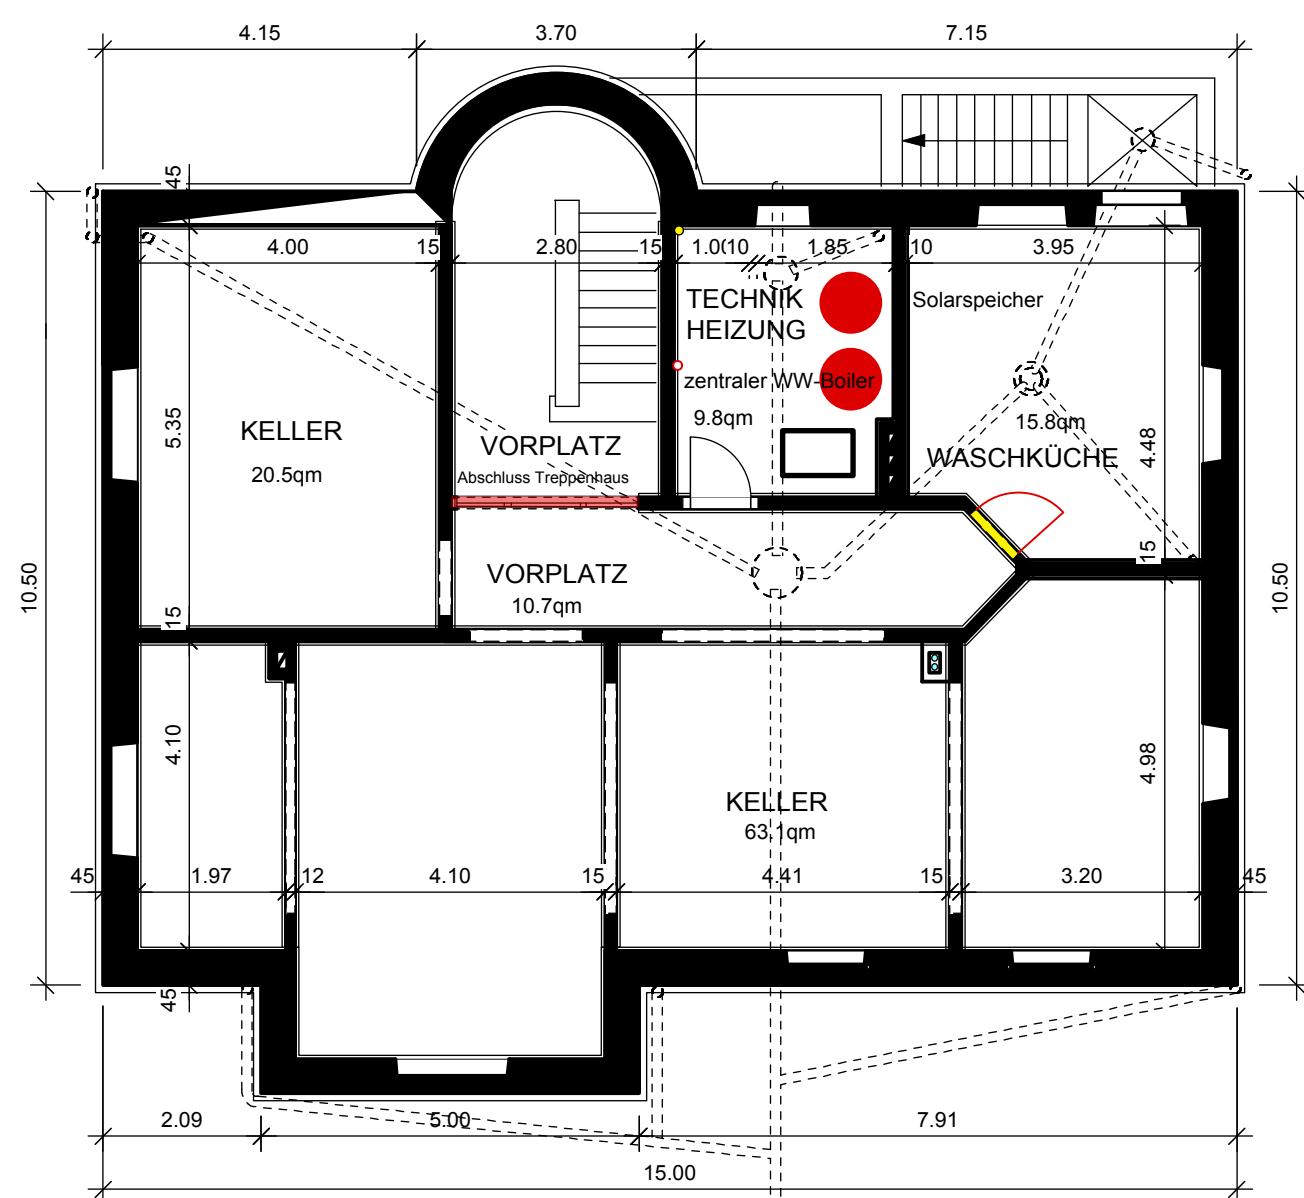 4.15
3.70
7.15
45
4.00
15
2.80
15
1.00
10
1.85
10
3.95
TECHNIK
HEIZUNG
Solarspeicher
zentraler WW-Boiler
9.8qm
15.8qm
WASCHKÜCHE
4.48
5.35
KELLER
20.5qm
VORPLATZ
Abschluss Treppenhaus
VORPLATZ
10.7qm
15
15
10.50
10.50
4.10
4.98
KELLER
63.1qm
45
1.97
12
4.10
15
4.41
15
3.20
45
45
2.09
5.00
7.91
15.00